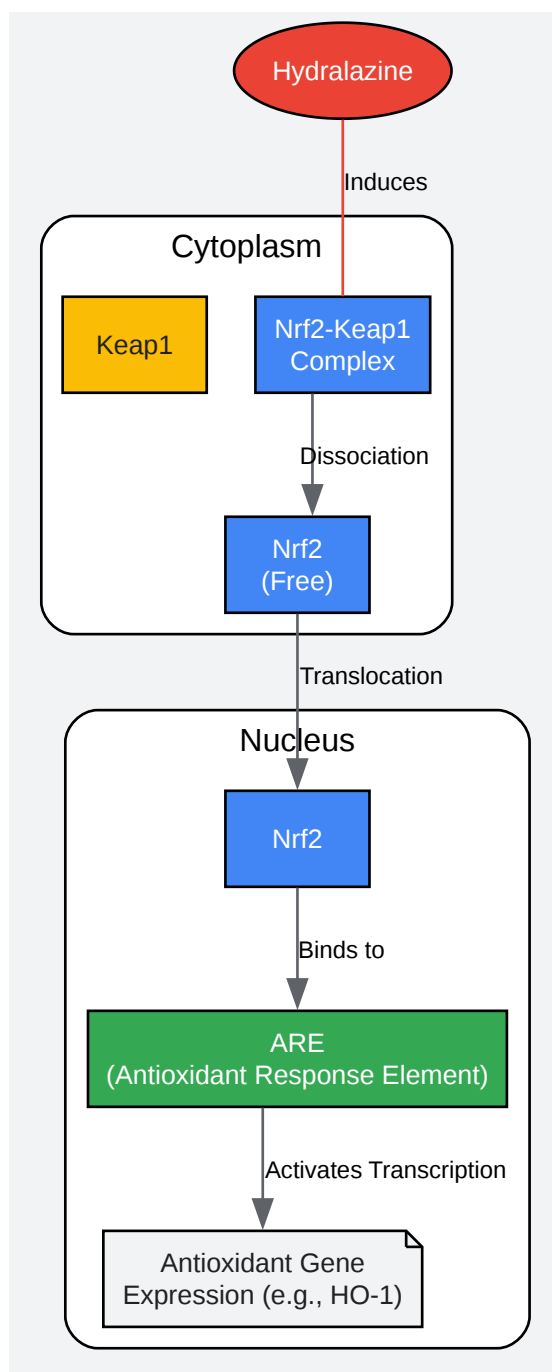 Hydralazine
Induces
Cytoplasm
Keap1
Nrf2-Keap1
Complex
Dissociation
Nrf2
(Free)
Translocation
Nucleus
Nrf2
Binds to
ARE
(Antioxidant Response Element)
Activates Transcription
Antioxidant Gene
Expression (e.g., HO-1)